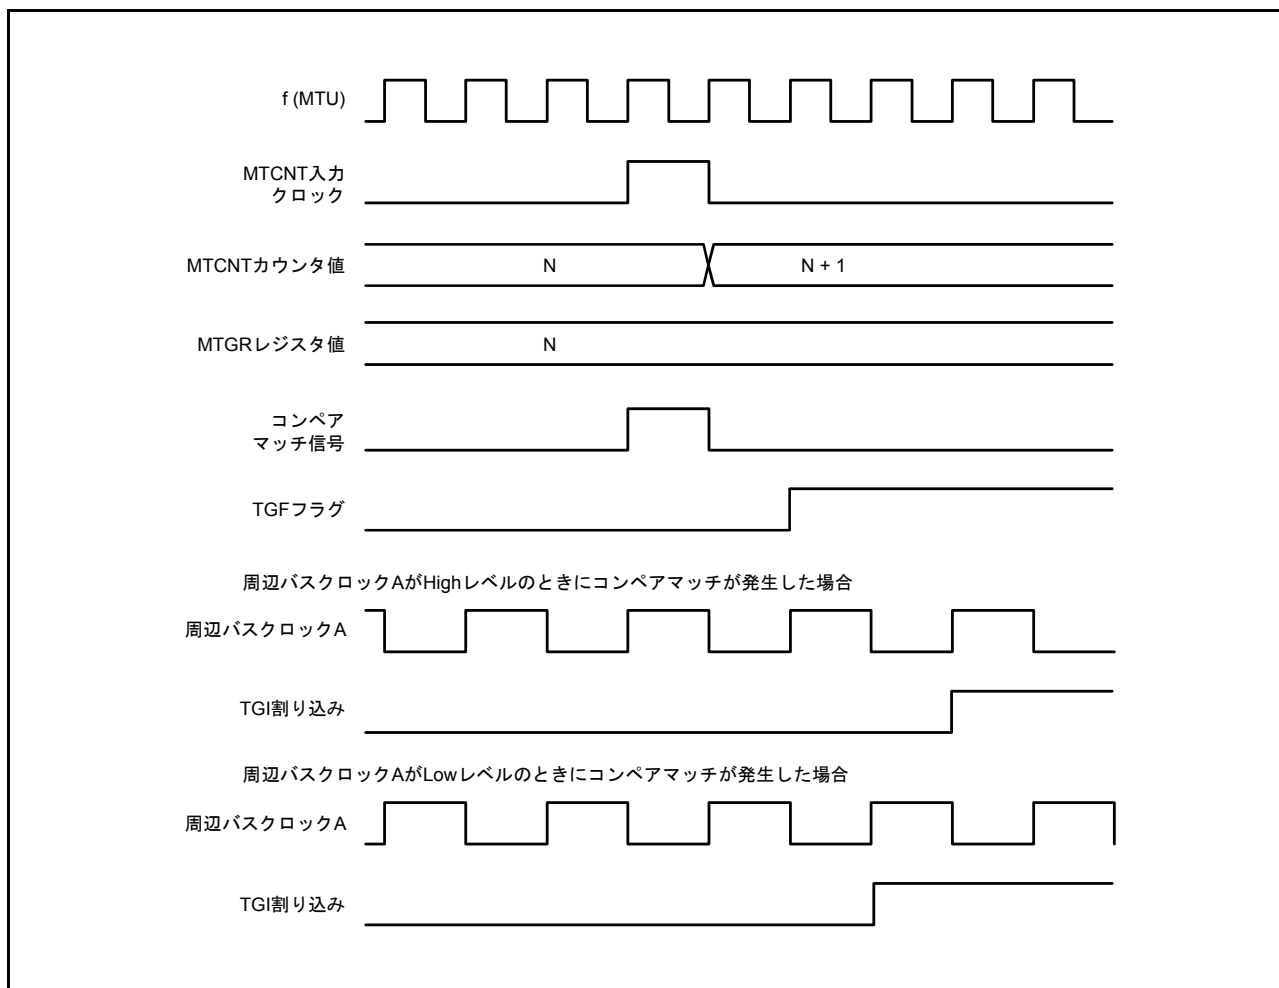 f (MTU)
MTCNT入力
クロック
MTCNTカウンタ値
N
N + 1
MTGRレジスタ値
N
コンペア
マッチ信号
TGFフラグ
周辺バスクロックAがHighレベルのときにコンペアマッチが発生した場合
周辺バスクロックA
TGI割り込み
周辺バスクロックAがLowレベルのときにコンペアマッチが発生した場合
周辺バスクロックA
TGI割り込み